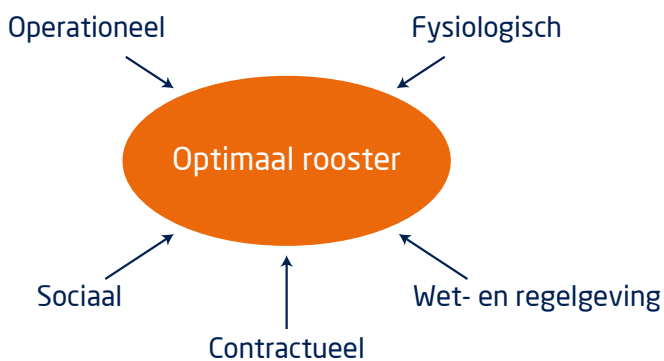 Operationeel
Fysiologisch
Optimaal rooster
Sociaal
Wet- en regelgeving
Contractueel